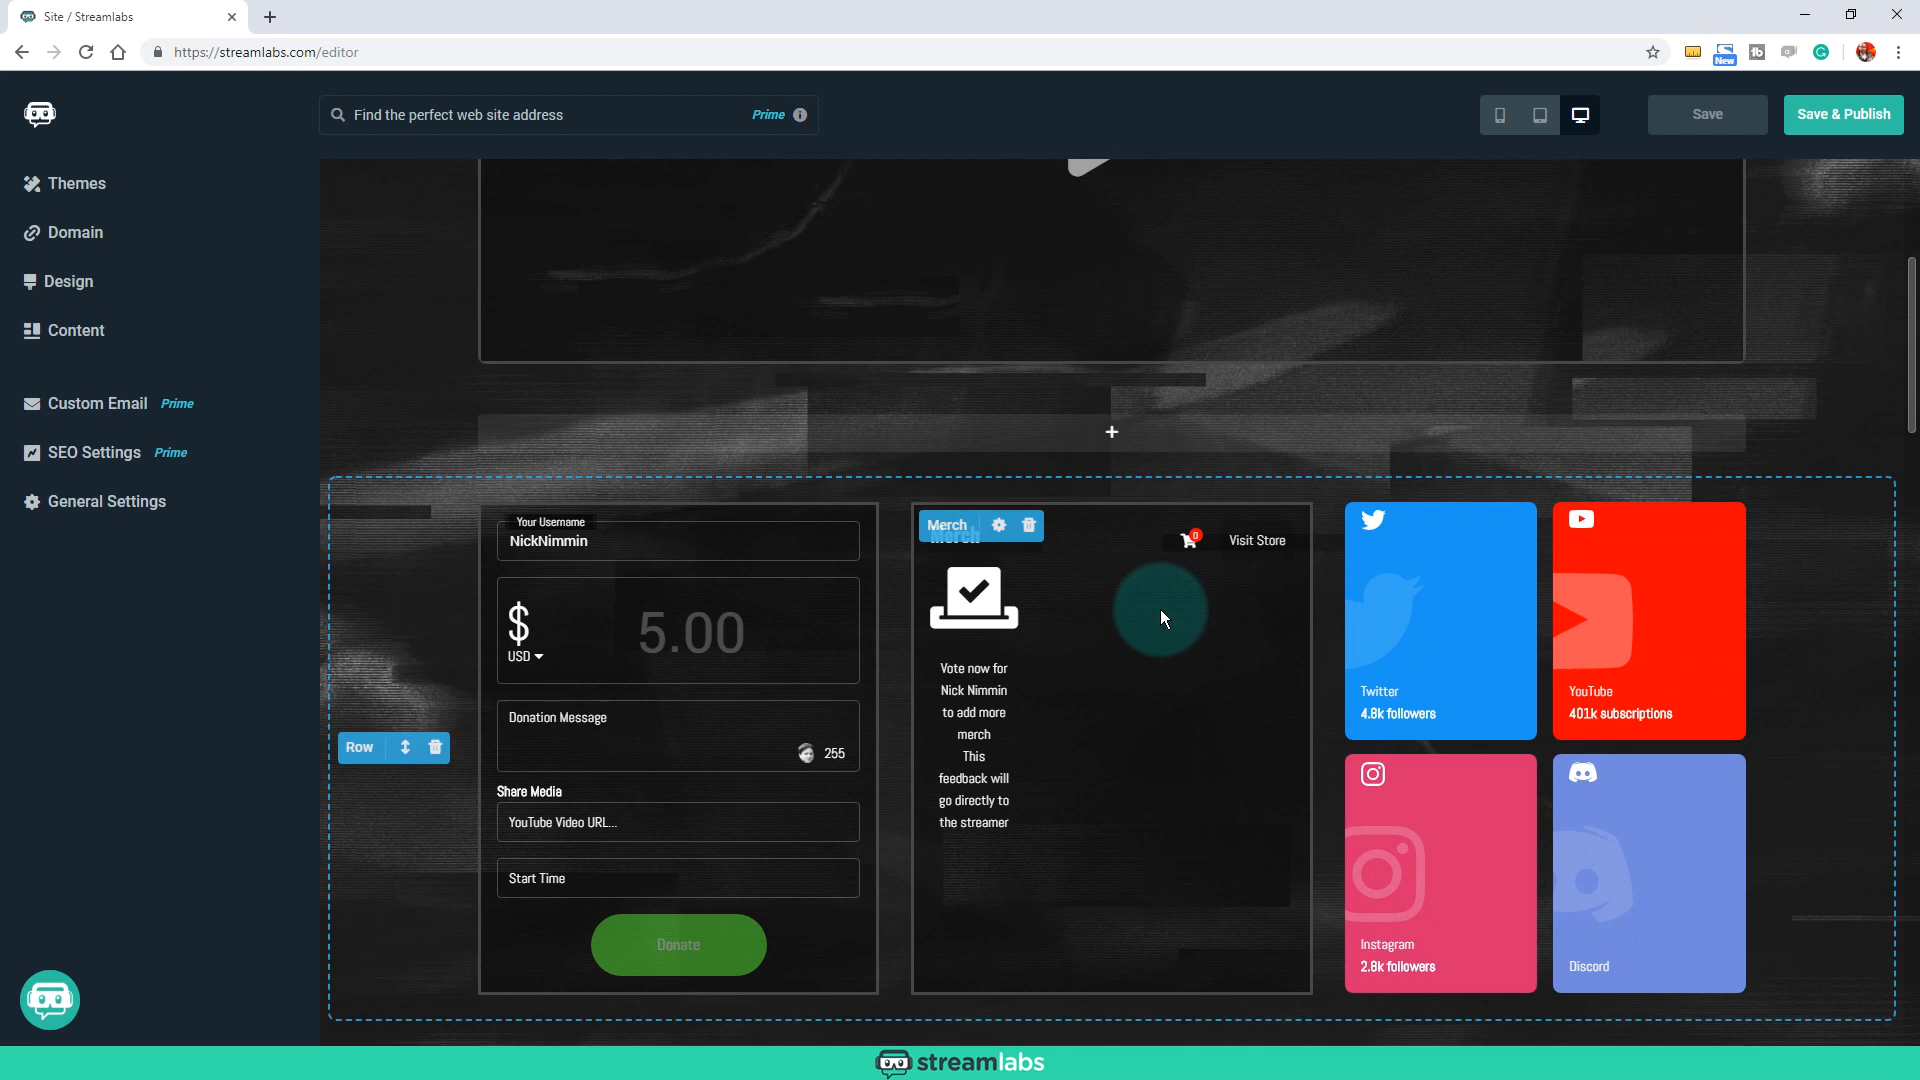 Site / Streamlabs
https://streamlabs.com/editor
New
Find the perfect web site address
Prime
Save
Save & Publish
Themes
Domain
Design
Content
Custom Email Prime
SEO Settings Prime
General Settings
Row
Your Username
NickNimmin
$
USD
5.00
Donation Message
255
Share Media
YouTube Video URL...
Start Time
Donate
Merch
Merch
0
Visit Store
Vote now for
Nick Nimmin
to add more
merch
This
feedback will
go directly to
the streamer
Twitter
4.8k followers
YouTube
401k subscriptions
Instagram
2.8k followers
Discord
streamlabs